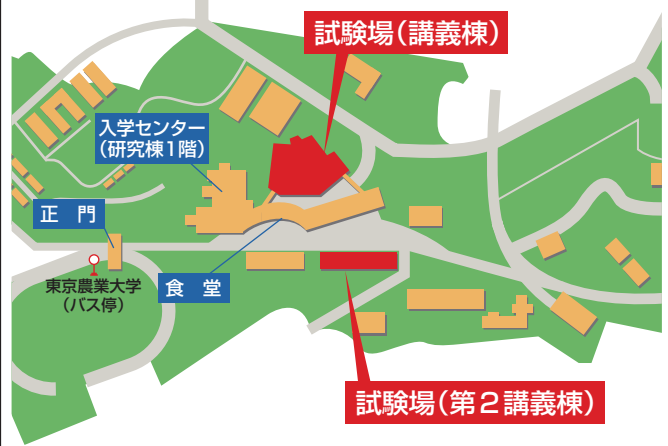 試験場(講義棟)
入学センター
(研究棟1階)
正 門
東京農業大学
(バス停)
食 堂
試験場(第2講義棟)